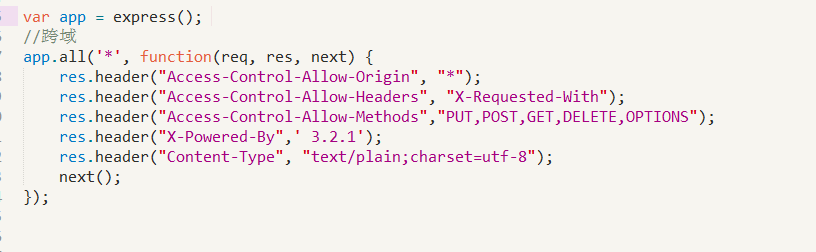 var app = express();
//跨域
app.all('*', function(req, res, next) {
    res.header("Access-Control-Allow-Origin", "*");
    res.header("Access-Control-Allow-Headers", "X-Requested-With");
    res.header("Access-Control-Allow-Methods","PUT,POST,GET,DELETE,OPTIONS");
    res.header("X-Powered-By",' 3.2.1');
    res.header("Content-Type", "text/plain;charset=utf-8");
    next();
});